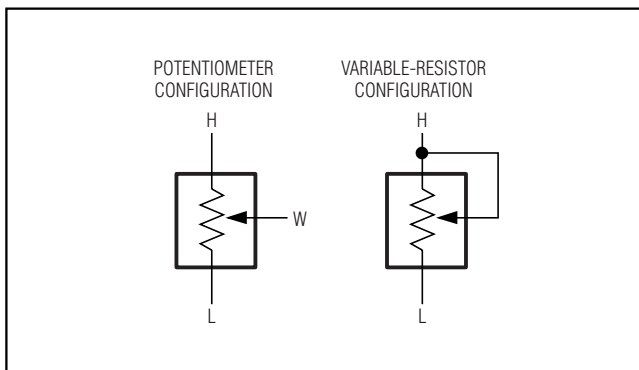 POTENTIOMETER
CONFIGURATION
H
W
L
VARIABLE-RESISTOR
CONFIGURATION
H
L